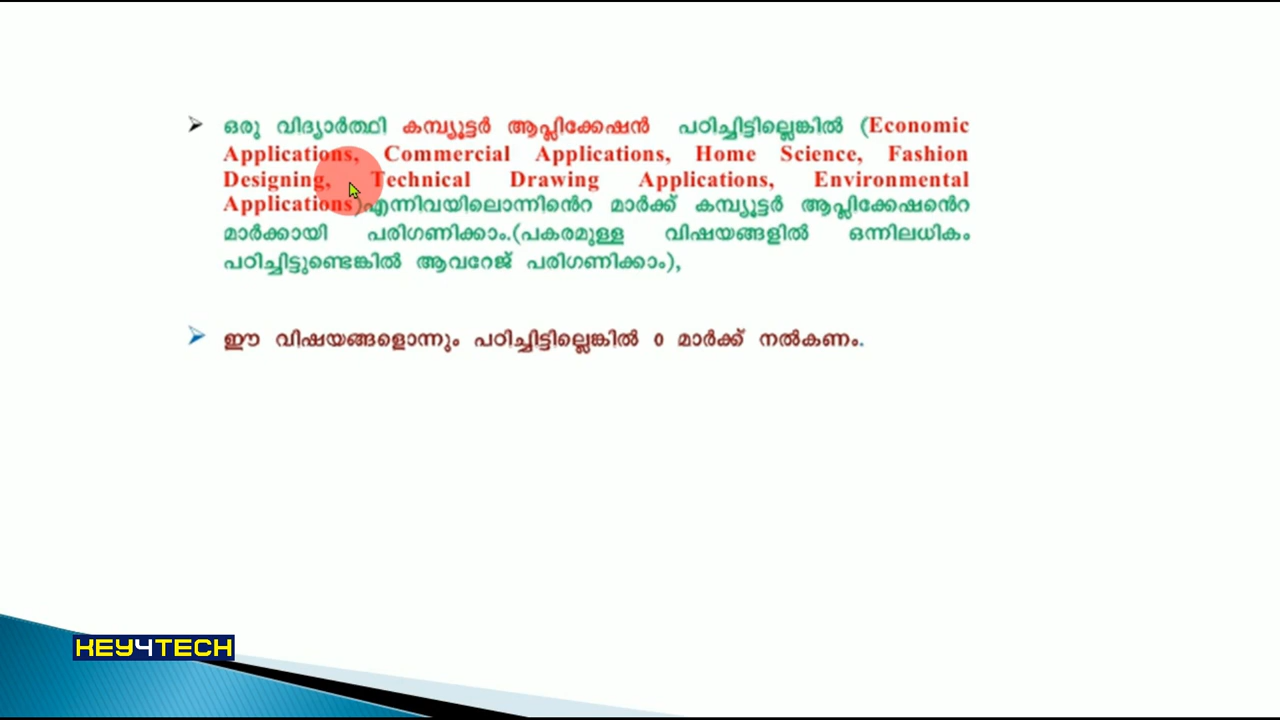 ➢ ഒരു വിദ്യാർത്ഥി കമ്പ്യൂട്ടർ ആപ്ലിക്കേഷൻ പഠിച്ചിട്ടില്ലെങ്കിൽ (Economic
Applications, Commercial Applications, Home Science, Fashion
Designing, Technical Drawing Applications, Environmental
Applications)എന്നിവയിലൊന്നിൻെറ മാർക്ക് കമ്പ്യൂട്ടർ ആപ്ലിക്കേഷൻെറ
മാർക്കായി പരിഗണിക്കാം.(പകരമുള്ള വിഷയങ്ങളിൽ ഒന്നിലധികം
പഠിച്ചിട്ടുണ്ടെങ്കിൽ ആവറേജ് പരിഗണിക്കാം),
➢ ഈ വിഷയങ്ങളൊന്നും പഠിച്ചിട്ടില്ലെങ്കിൽ 0 മാർക്ക് നൽകണം.
KEY4TECH